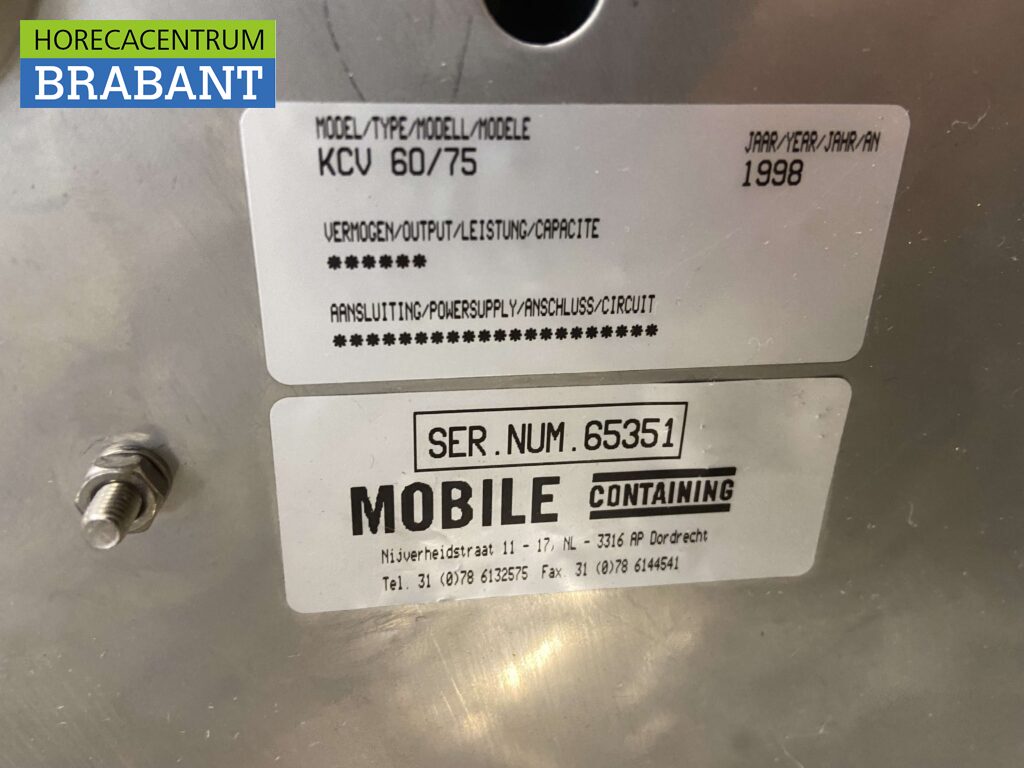 HORECACENTRUM
BRABANT
MODEL/TYPE/MODELL/MODELE
KCV 60/75
JAAR/YEAR/JAHR/AN
1998
VERMOGEN/OUTPUT/LEISTUNG/CAPACITE
******
AANSLUITING/POWERSUPPLY/ANSCHLUSS/CIRCUIT
********************
SER.NUM.65351
MOBILE CONTAINING
Nijverheidstraat 11 - 17, NL - 3316 AP Dordrecht
Tel. 31 (0)78 6132575 Fax. 31 (0)78 6144541